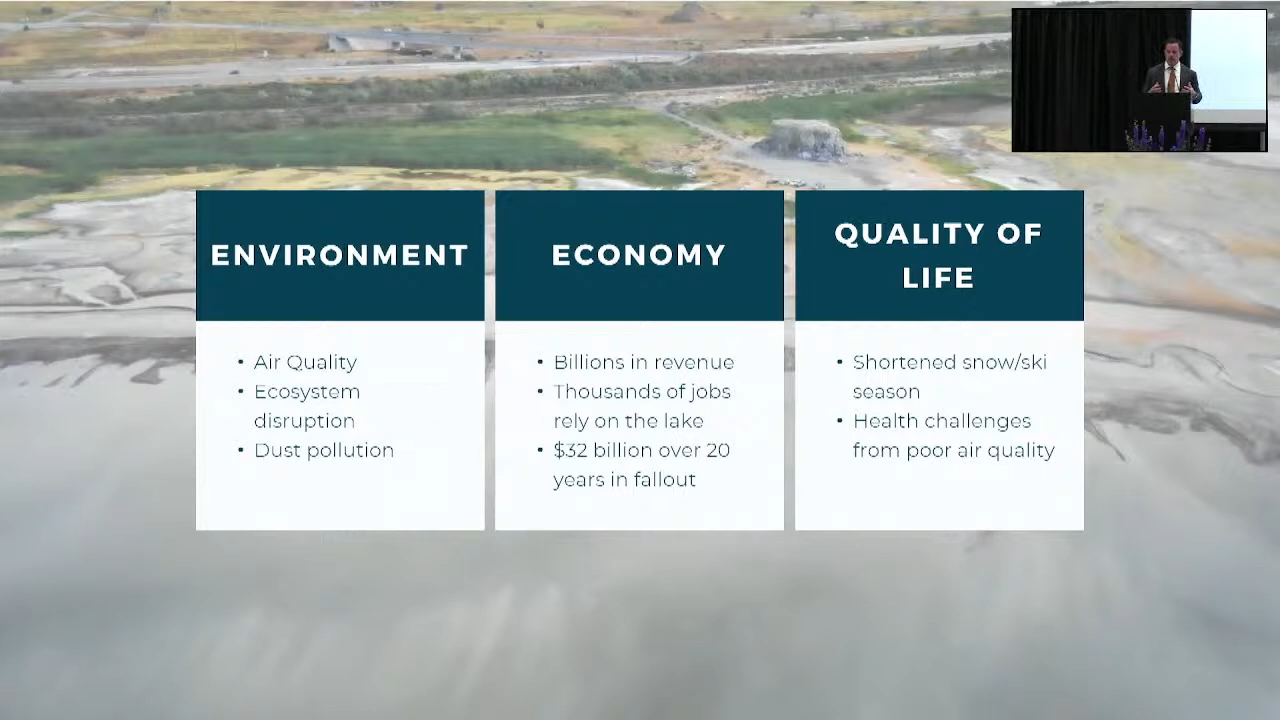 ENVIRONMENT
• Air Quality
• Ecosystem
disruption
• Dust pollution
ECONOMY
• Billions in revenue
• Thousands of jobs
rely on the lake
• $32 billion over 20
years in fallout
QUALITY OF
LIFE
• Shortened snow/ski
season
• Health challenges
from poor air quality